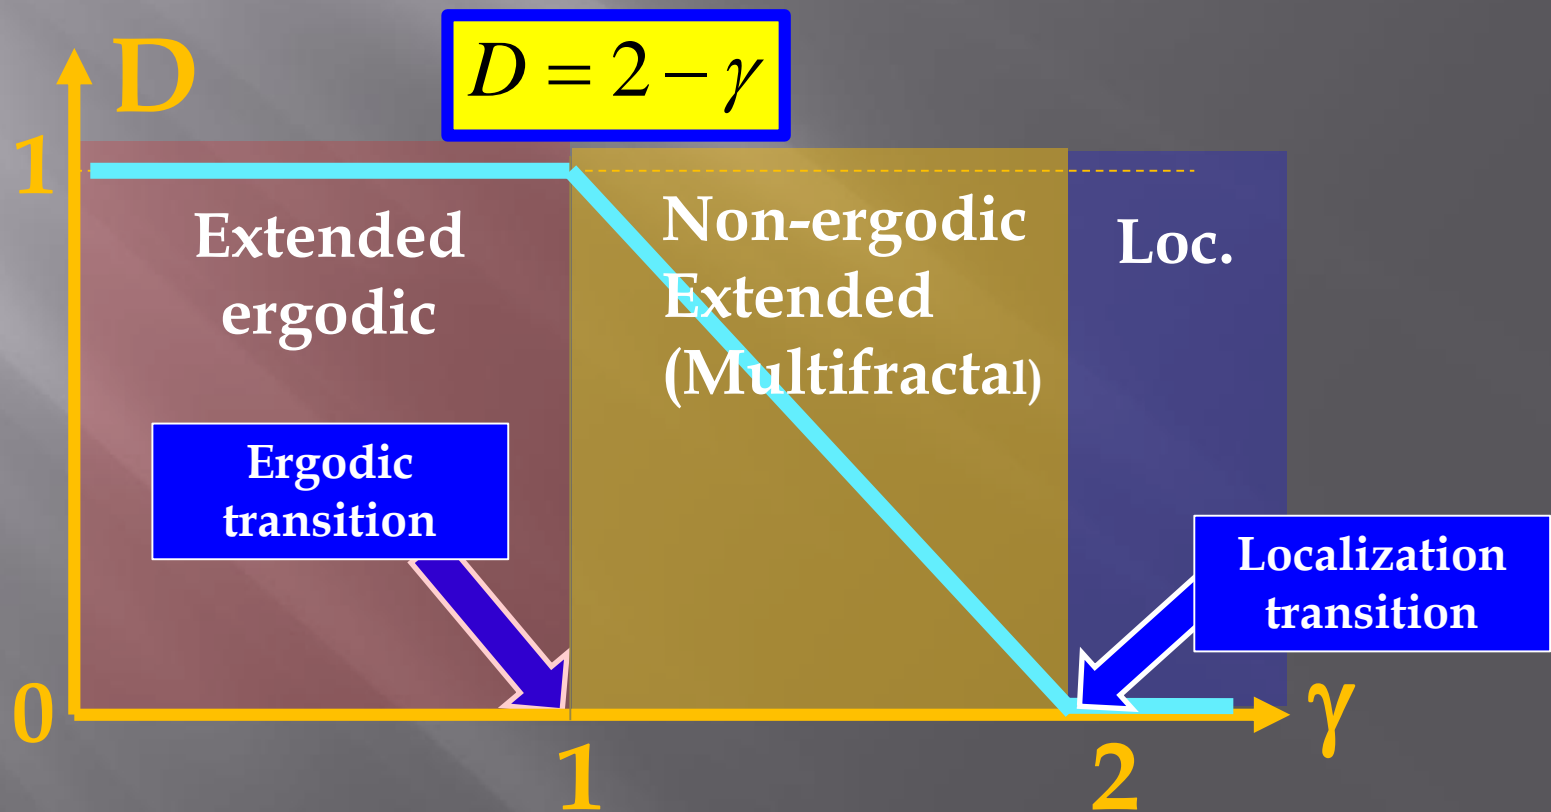 D
D = 2 − γ
1
Extended
ergodic
Non-ergodic
Extended
(Multifractal)
Loc.
Ergodic
transition
Localization
transition
0
γ
1
2